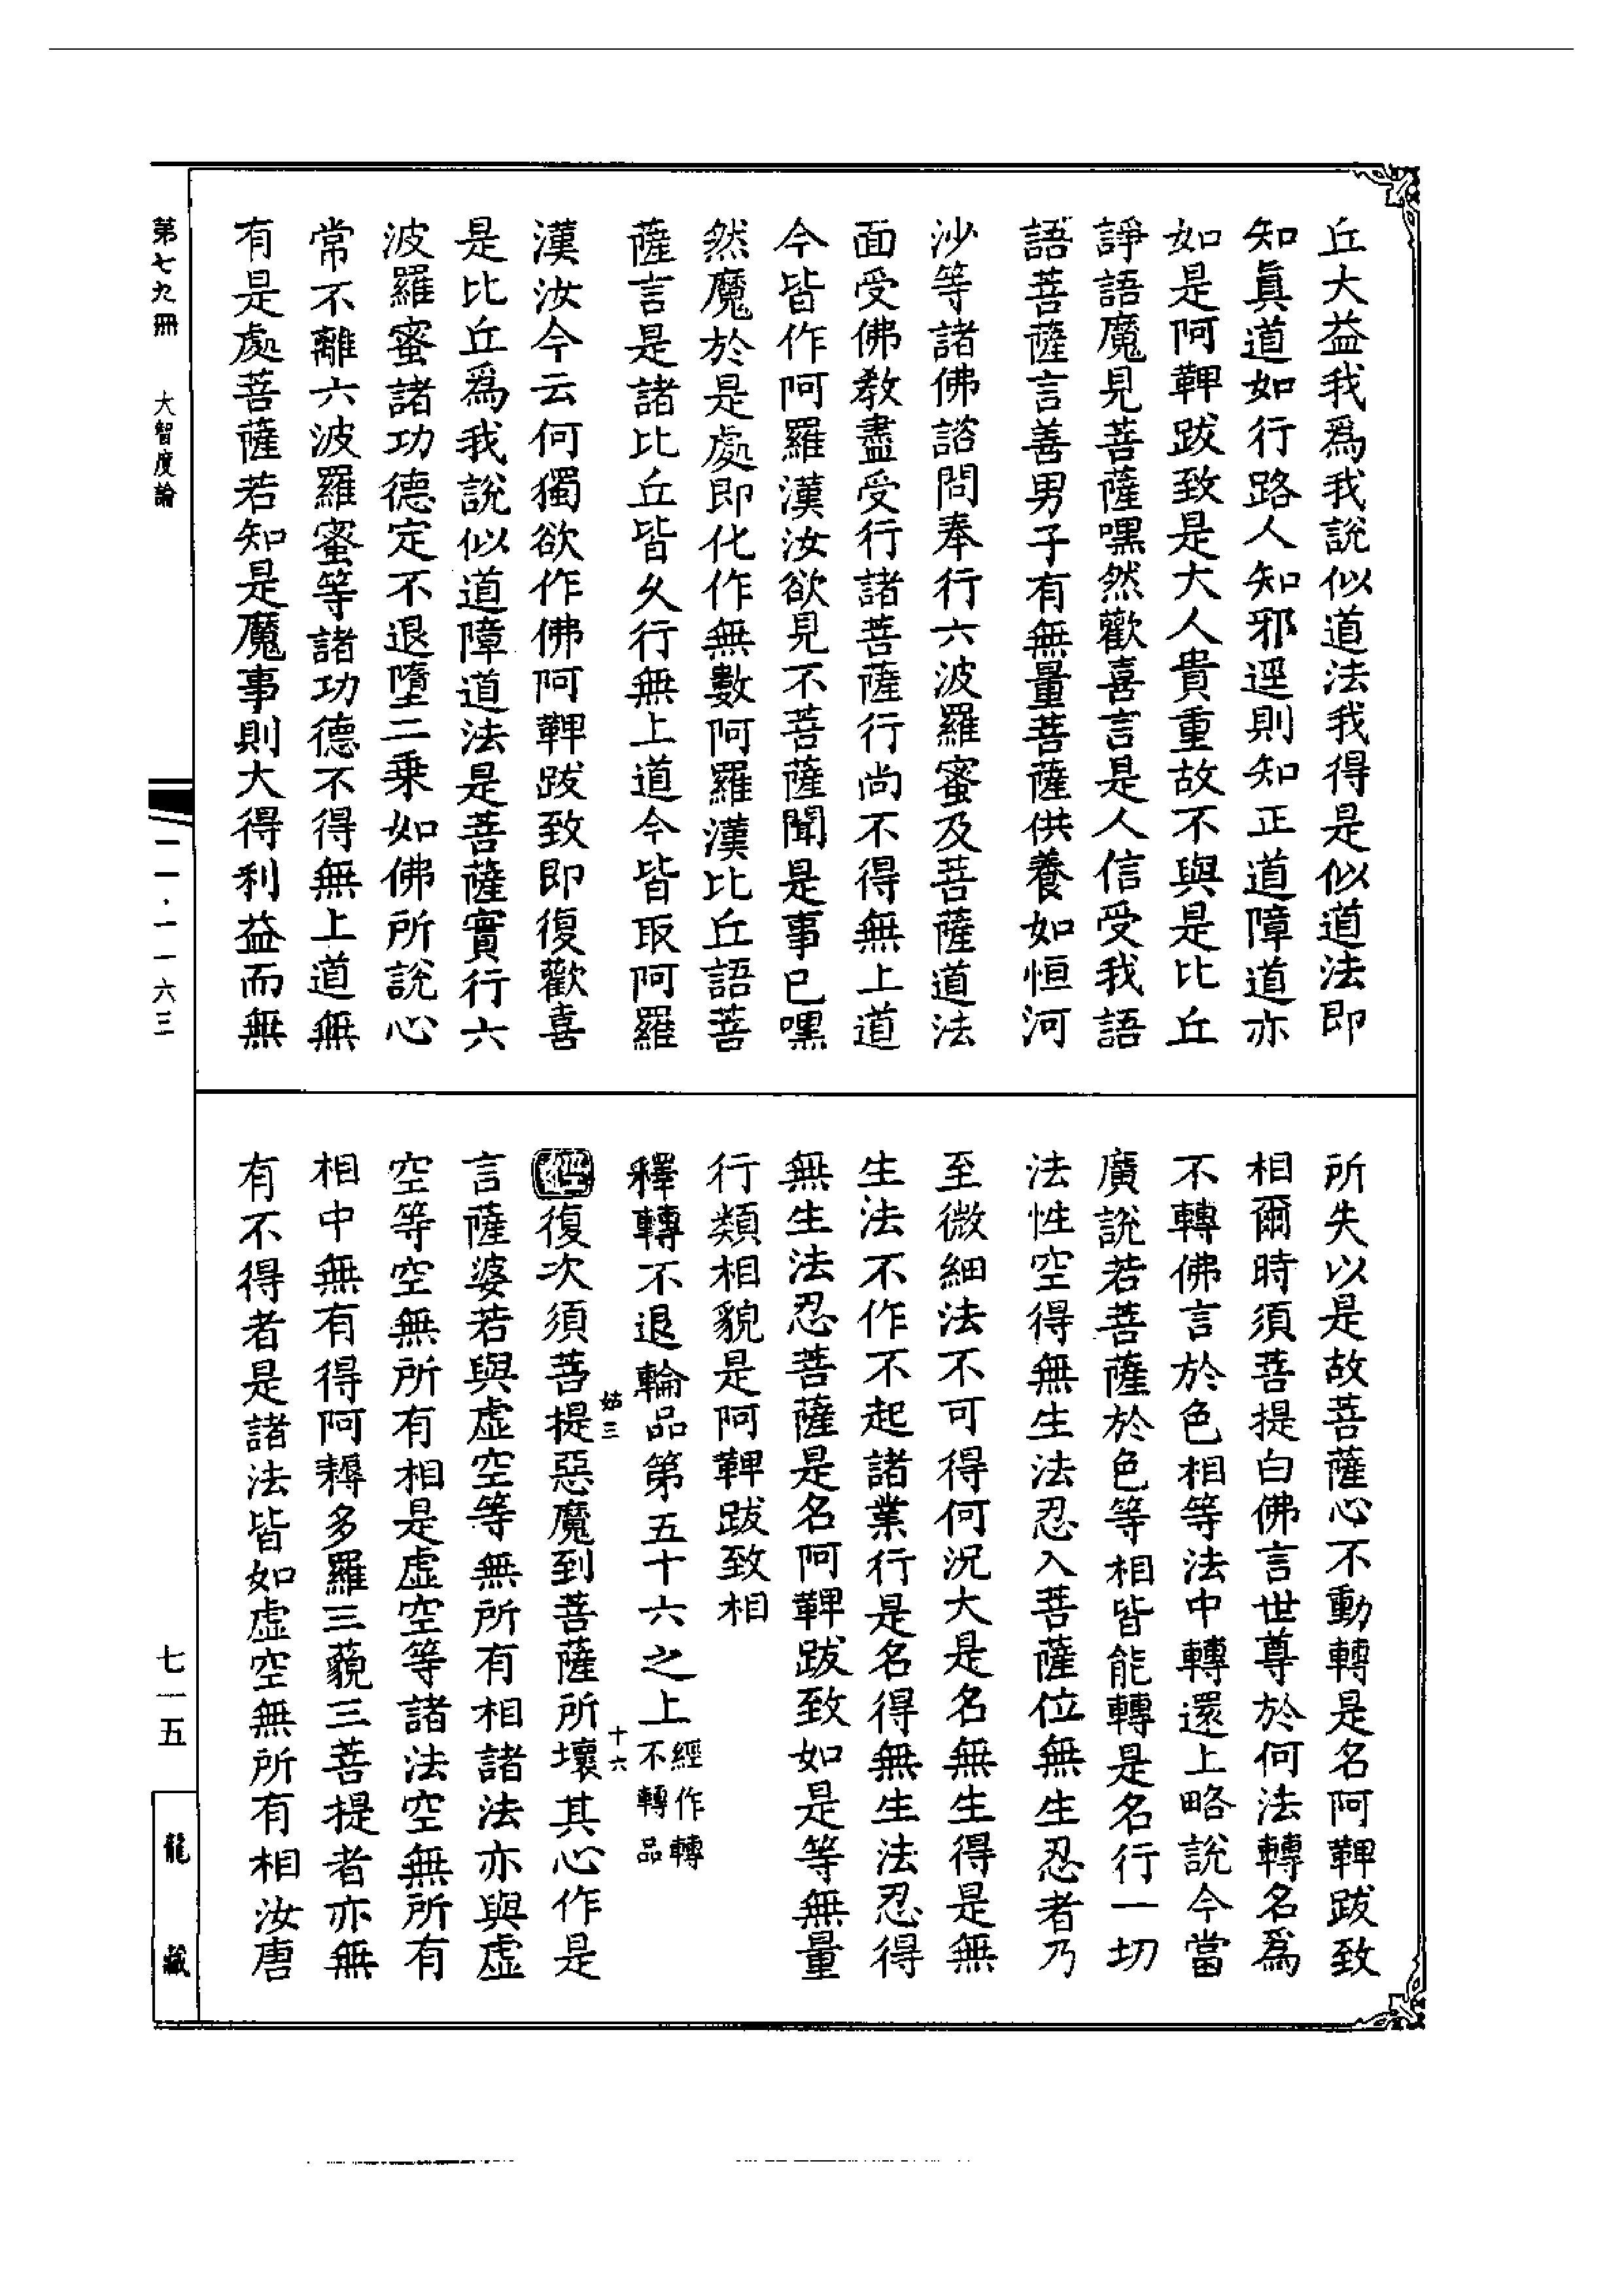 丘大益我爲我說似道法我得是似道法即
知眞道如行路人知邪逕則知正道障道亦
如是阿鞞跋致是大人貴重故不與是比丘
諍語魔見菩薩嘿然歡喜言是人信受我語
語菩薩言善男子有無量菩薩供養如恒河
沙等諸佛諮問奉行六波羅蜜及菩薩道法
面受佛教盡受行諸菩薩行尚不得無上道
今皆作阿羅漢汝欲見不菩薩聞是事已嘿
然魔於是處即化作無數阿羅漢比丘語菩
薩言是諸比丘皆久行無上道今皆取阿羅
漢汝今云何獨欲作佛阿鞞跋致即復歡喜
是比丘爲我說似道障道法是菩薩實行六
波羅蜜諸功德定不退墮二乘如佛所說心
常不離六波羅蜜等諸功德不得無上道無
有是處菩薩若知是魔事則大得利益而無
所失以是故菩薩心不動轉是名阿鞞跋致
相爾時須菩提白佛言世尊於何法轉名爲
不轉佛言於色相等法中轉還上略說今當
廣說若菩薩於色等相皆能轉是名行一切
法性空得無生法忍入菩薩位無生忍者乃
至微細法不可得何況大是名無生得是無
生法不作不起諸業行是名得無生法忍得
無生法忍菩薩是名阿鞞跋致如是等無量
行類相貌是阿鞞跋致相
釋轉不退輪品第五十六之上經作轉不轉品
姑三
十六
經復次須菩提惡魔到菩薩所壞其心作是
言薩婆若與虛空等無所有相諸法亦與虛
空等空無所有相是虛空等諸法空無所有
相中無有得阿耨多羅三藐三菩提者亦無
有不得者是諸法皆如虛空無所有相汝唐
第七九冊 大智度論
二一·一一六三
七一五
龍藏